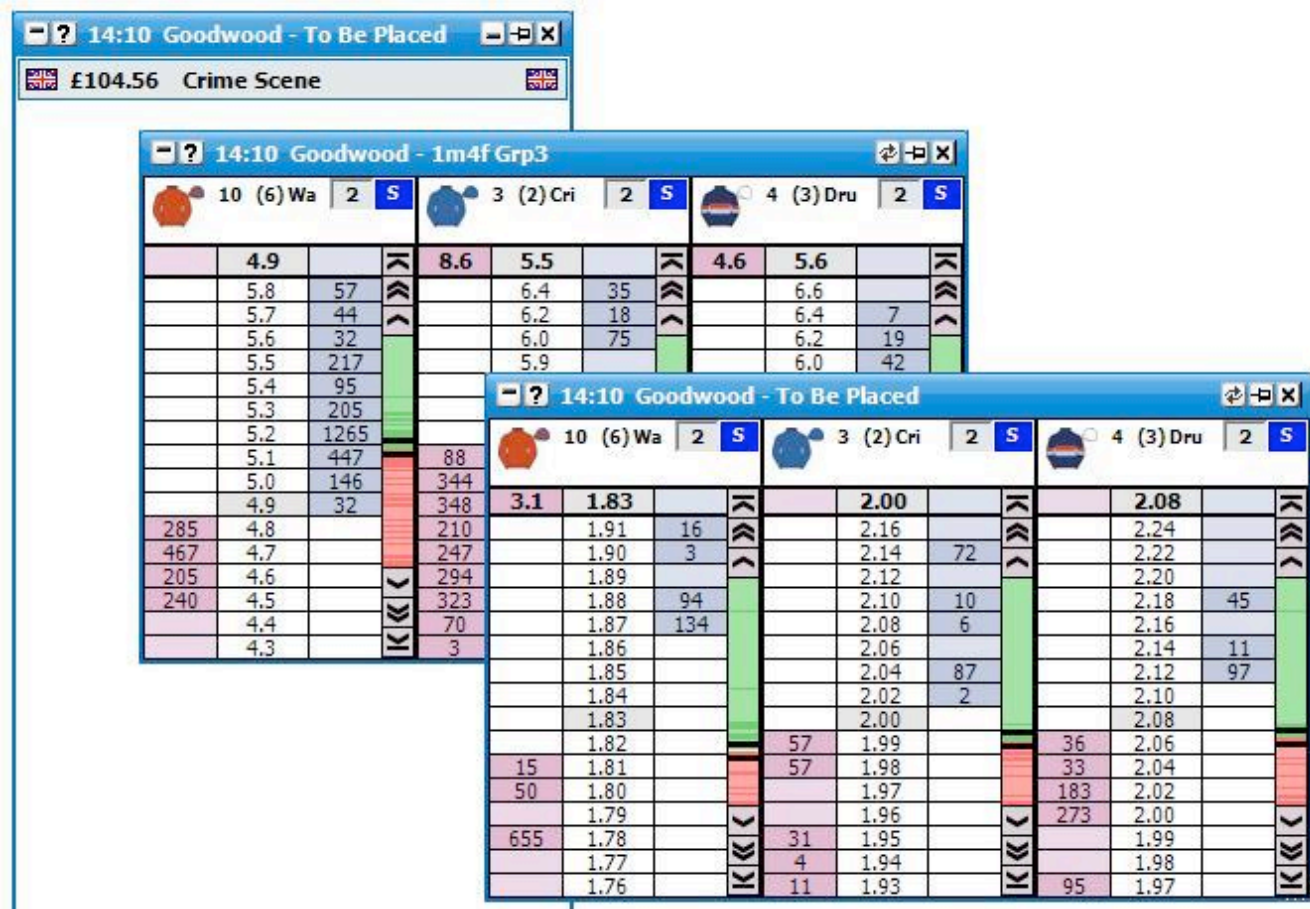 14:10 Goodwood - To Be Placed
£104.56 Crime Scene
14:10 Goodwood - 1m4f Grp3
10 (6) Wa 2 S 3 (2) Cri 2 S 4 (3) Dru 2 S
4.9 8.6 5.5 4.6 5.6
5.8 57 6.4 35 6.6
5.7 44 6.2 18 6.4 7
5.6 32 6.0 75 6.2 19
5.5 217 5.9 6.0 42
5.4 95
5.3 205
5.2 1265
5.1 447 88
5.0 146 344
4.9 32 348
285 4.8 210
467 4.7 247
205 4.6 294
240 4.5 323
4.4 70
4.3 3
14:10 Goodwood - To Be Placed
10 (6) Wa 2 S 3 (2) Cri 2 S 4 (3) Dru 2 S
3.1 1.83 2.00 2.08
1.91 16 2.16 2.24
1.90 3 2.14 72 2.22
1.89 2.12 2.20
1.88 94 2.10 10 2.18 45
1.87 134 2.08 6 2.16
1.86 2.06 2.14 11
1.85 2.04 87 2.12 97
1.84 2.02 2 2.10
1.83 2.00 2.08
1.82 57 1.99 36 2.06
15 1.81 57 1.98 33 2.04
50 1.80 1.97 183 2.02
1.79 1.96 273 2.00
655 1.78 31 1.95 1.99
1.77 4 1.94 1.98
1.76 11 1.93 95 1.97